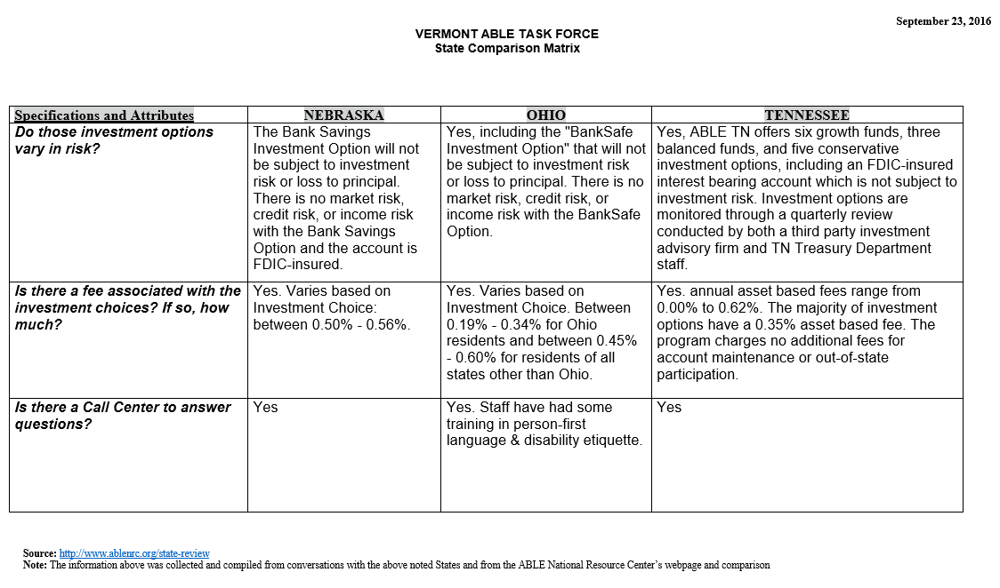 September 23, 2016
VERMONT ABLE TASK FORCE
State Comparison Matrix
Specifications and Attributes
NEBRASKA
OHIO
TENNESSEE
Do those investment options
vary in risk?
The Bank Savings
Investment Option will not
be subject to investment
risk or loss to principal.
There is no market risk,
credit risk, or income risk
with the Bank Savings
Option and the account is
FDIC-insured.
Yes, including the "BankSafe
Investment Option" that will not
be subject to investment risk
or loss to principal. There is no
market risk, credit risk, or
income risk with the BankSafe
Option.
Yes, ABLE TN offers six growth funds, three
balanced funds, and five conservative
investment options, including an FDIC-insured
interest bearing account which is not subject to
investment risk. Investment options are
monitored through a quarterly review
conducted by both a third party investment
advisory firm and TN Treasury Department
staff.
Is there a fee associated with the
investment choices? If so, how
much?
Yes. Varies based on
Investment Choice:
between 0.50% - 0.56%.
Yes. Varies based on
Investment Choice. Between
0.19% - 0.34% for Ohio
residents and between 0.45%
- 0.60% for residents of all
states other than Ohio.
Yes. annual asset based fees range from
0.00% to 0.62%. The majority of investment
options have a 0.35% asset based fee. The
program charges no additional fees for
account maintenance or out-of-state
participation.
Is there a Call Center to answer
questions?
Yes
Yes. Staff have had some
training in person-first
language & disability etiquette.
Yes
Source: http://www.ablenrc.org/state-review
Note: The information above was collected and compiled from conversations with the above noted States and from the ABLE National Resource Center's webpage and comparison